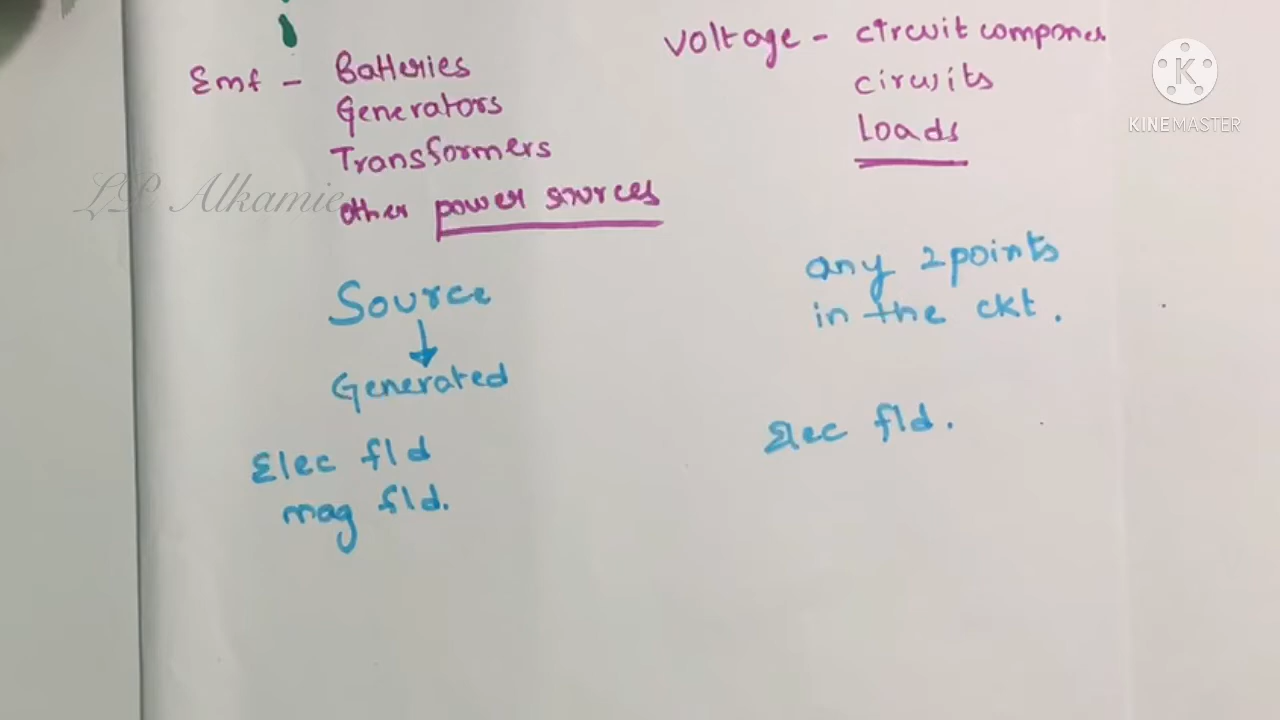 Emf - Batteries
Generators
Transformers
other power sources
Voltage - circuit componen
circuits
Loads
Source
Generated
Elec fld
mag fld.
any 2 points
in the ckt.
Elec fld.
LP Alkamie
KINEMASTER